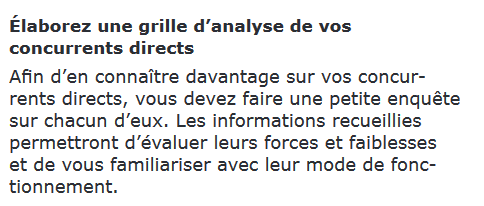 Élaborez une grille d’analyse de vos
concurrents directs
Afin d’en connaître davantage sur vos concur-
rents directs, vous devez faire une petite enquête
sur chacun d’eux. Les informations recueillies
permettront d’évaluer leurs forces et faiblesses
et de vous familiariser avec leur mode de fonc-
tionnement.